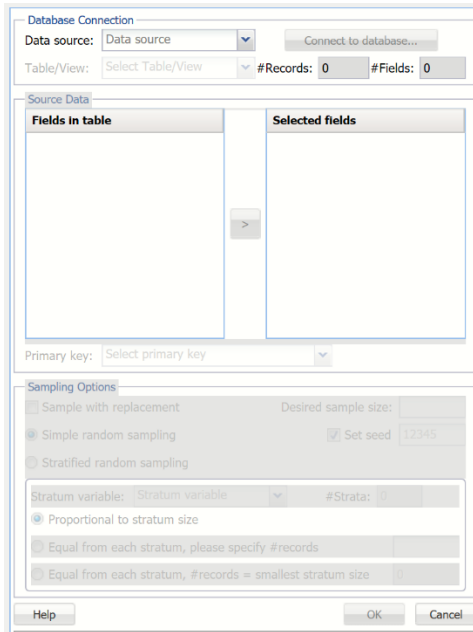 Database Connection
Data source: Data source Connect to database...
Table/View: Select Table/View #Records: 0 #Fields: 0
Source Data
Fields in table Selected fields
>
Primary key: Select primary key
Sampling Options
Sample with replacement Desired sample size:
Simple random sampling Set seed 12345
Stratified random sampling
Stratum variable: Stratum variable #Strata: 0
Proportional to stratum size
Equal from each stratum, please specify #records
Equal from each stratum, #records = smallest stratum size 0
Help OK Cancel